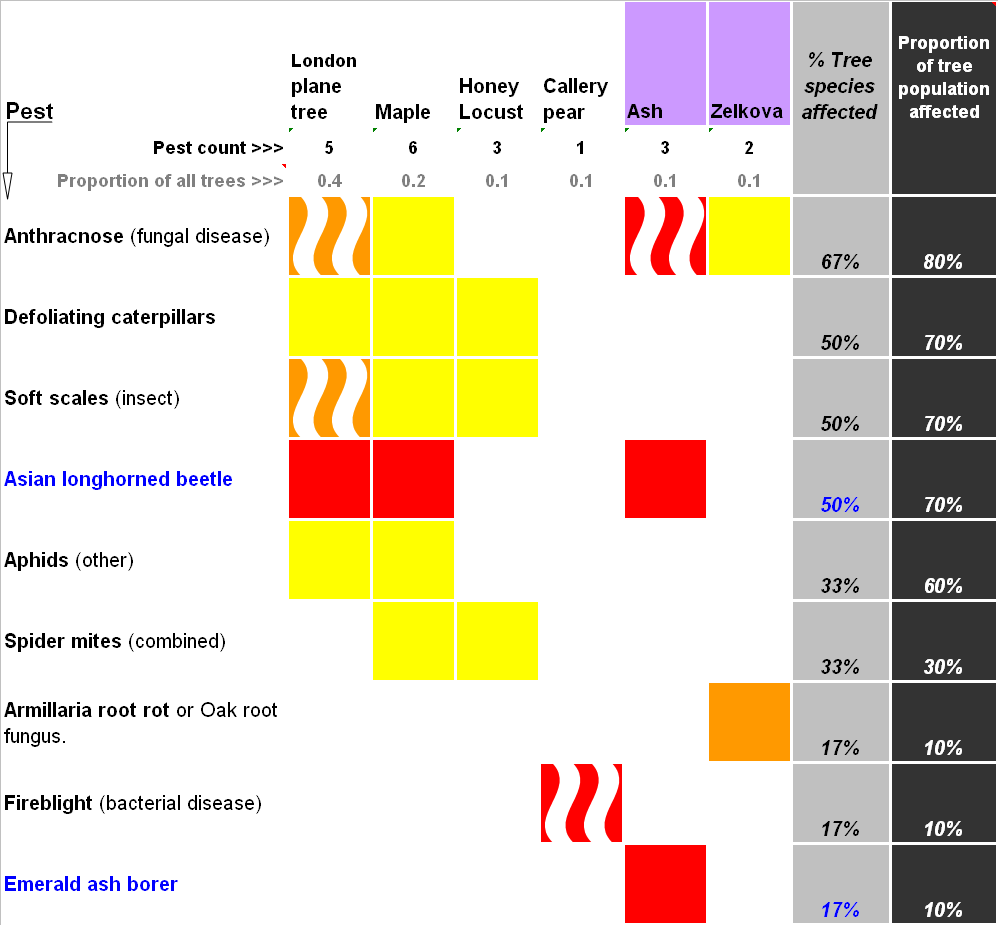 Pest
London plane tree
Maple
Honey Locust
Callery pear
Ash
Zelkova
% Tree species affected
Proportion of tree population affected
Pest count >>> 5 6 3 1 3 2
Proportion of all trees >>> 0.4 0.2 0.1 0.1 0.1 0.1
Anthracnose (fungal disease) 67% 80%
Defoliating caterpillars 50% 70%
Soft scales (insect) 50% 70%
Asian longhorned beetle 50% 70%
Aphids (other) 33% 60%
Spider mites (combined) 33% 30%
Armillaria root rot or Oak root
fungus. 17% 10%
Fireblight (bacterial disease) 17% 10%
Emerald ash borer 17% 10%